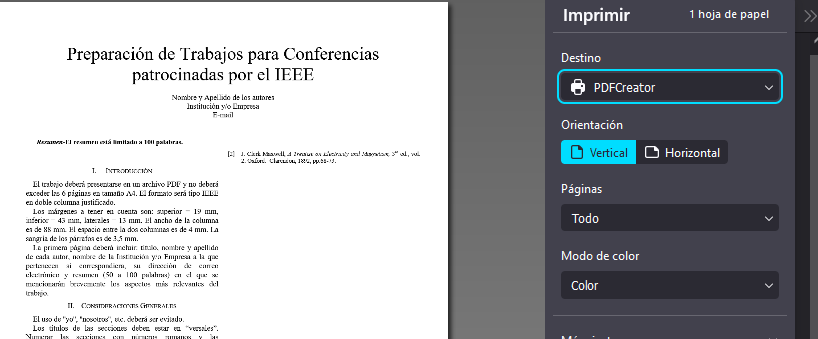 Preparación de Trabajos para Conferencias
patrocinadas por el IEEE
Nombre y Apellido de los autores
Institución y/o Empresa
E-mail
Resumen-El resumen está limitado a 100 palabras.
I. INTRODUCCIÓN
El trabajo deberá presentarse en un archivo PDF y no deberá
exceder las 6 páginas en tamaño A4. El formato será tipo IEEE
en doble columna justificado.
Los márgenes a tener en cuenta son: superior = 19 mm,
inferior = 43 mm, laterales = 13 mm. El ancho de la columna
es de 88 mm. El espacio entre la dos columnas es de 4 mm. La
sangría de los párrafos es de 3,5 mm.
La primera página deberá incluir: título, nombre y apellido
de cada autor, nombre de la Institución y/o Empresa a la que
pertenecen si correspondiera, su dirección de correo
electrónico y resumen (50 a 100 palabras) en el que se
mencionarán brevemente los aspectos más relevantes del
trabajo.
II. CONSIDERACIONES GENERALES
El uso de "yo", "nosotros", etc. deberá ser evitado.
Los títulos de las secciones deben estar en "versales".
Numerar las secciones con números romanos y las
[2] J. Clerk Maxwell, A Treatise on Electricity and Magnetism, 3rd ed., vol.
2. Oxford: Clarendon, 1892, pp.68-73.
Imprimir
1 hoja de papel
Destino
PDFCreator
Orientación
Vertical Horizontal
Páginas
Todo
Modo de color
Color